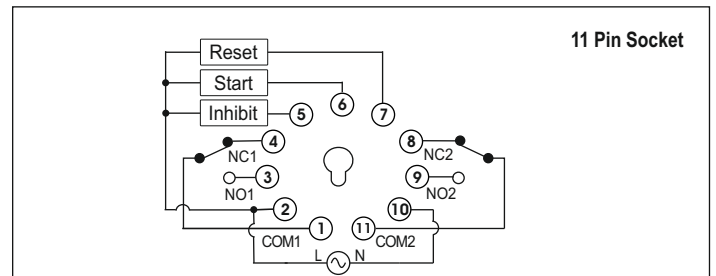 11 Pin Socket
Reset
Start
Inhibit
5
6
7
4
8
NC1
NC2
3
9
NO1
NO2
2
10
1
11
COM1
COM2
L
N